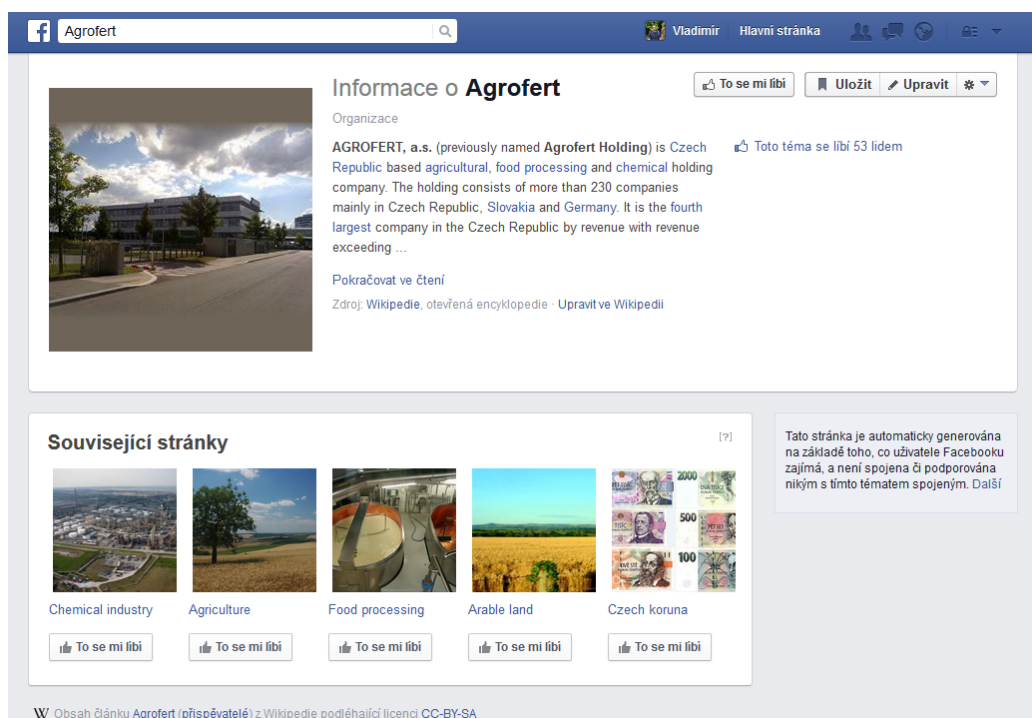 Agrofert
Vladimír Hlavní stránka
Informace o Agrofert
To se mi líbí Uložit Upravit
Organizace
AGROFERT, a.s. (previously named Agrofert Holding) is Czech
Republic based agricultural, food processing and chemical holding
company. The holding consists of more than 230 companies
mainly in Czech Republic, Slovakia and Germany. It is the fourth
largest company in the Czech Republic by revenue with revenue
exceeding ...
Toto téma se líbí 53 lidem
Pokračovat ve čtení
Zdroj: Wikipedie, otevřená encyklopedie · Upravit ve Wikipedii
Související stránky
[?]
2000
500
100
Chemical industry Agriculture Food processing Arable land Czech koruna
To se mi líbí To se mi líbí To se mi líbí To se mi líbí To se mi líbí
Tato stránka je automaticky generována
na základě toho, co uživatele Facebooku
zajímá, a není spojena či podporována
nikým s tímto tématem spojeným. Další
W Obsah článku Agrofert (přispěvatelé) z Wikipedie podléhající licenci CC-BY-SA